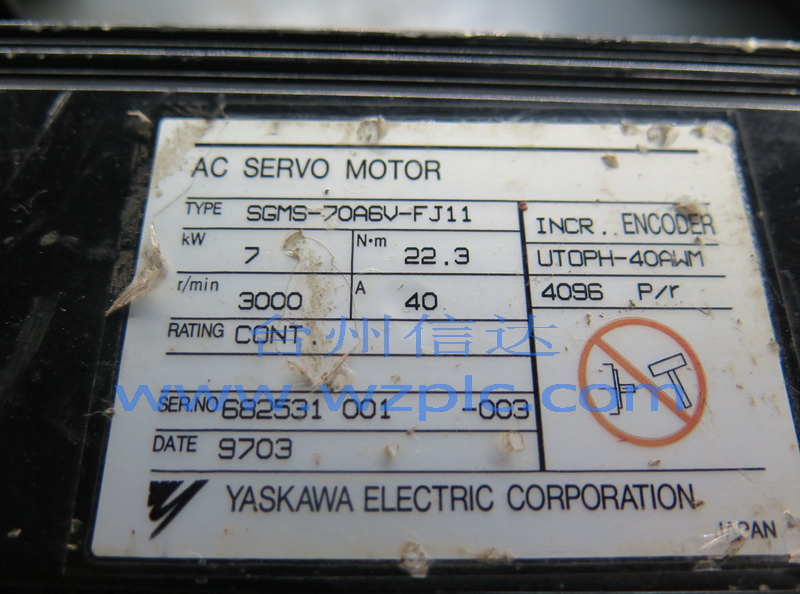 AC SERVO MOTOR
TYPE SGMS-70A6V-FJ11
INCR.. ENCODER
kW 7 N·m 22.3
UTOPH-40AWM
r/min 3000 A 40
4096 P/r
RATING CONT.
台州信达
www.wzplc.com
SER.NO 682531 001 -003
DATE 9703
YASKAWA ELECTRIC CORPORATION
JAPAN